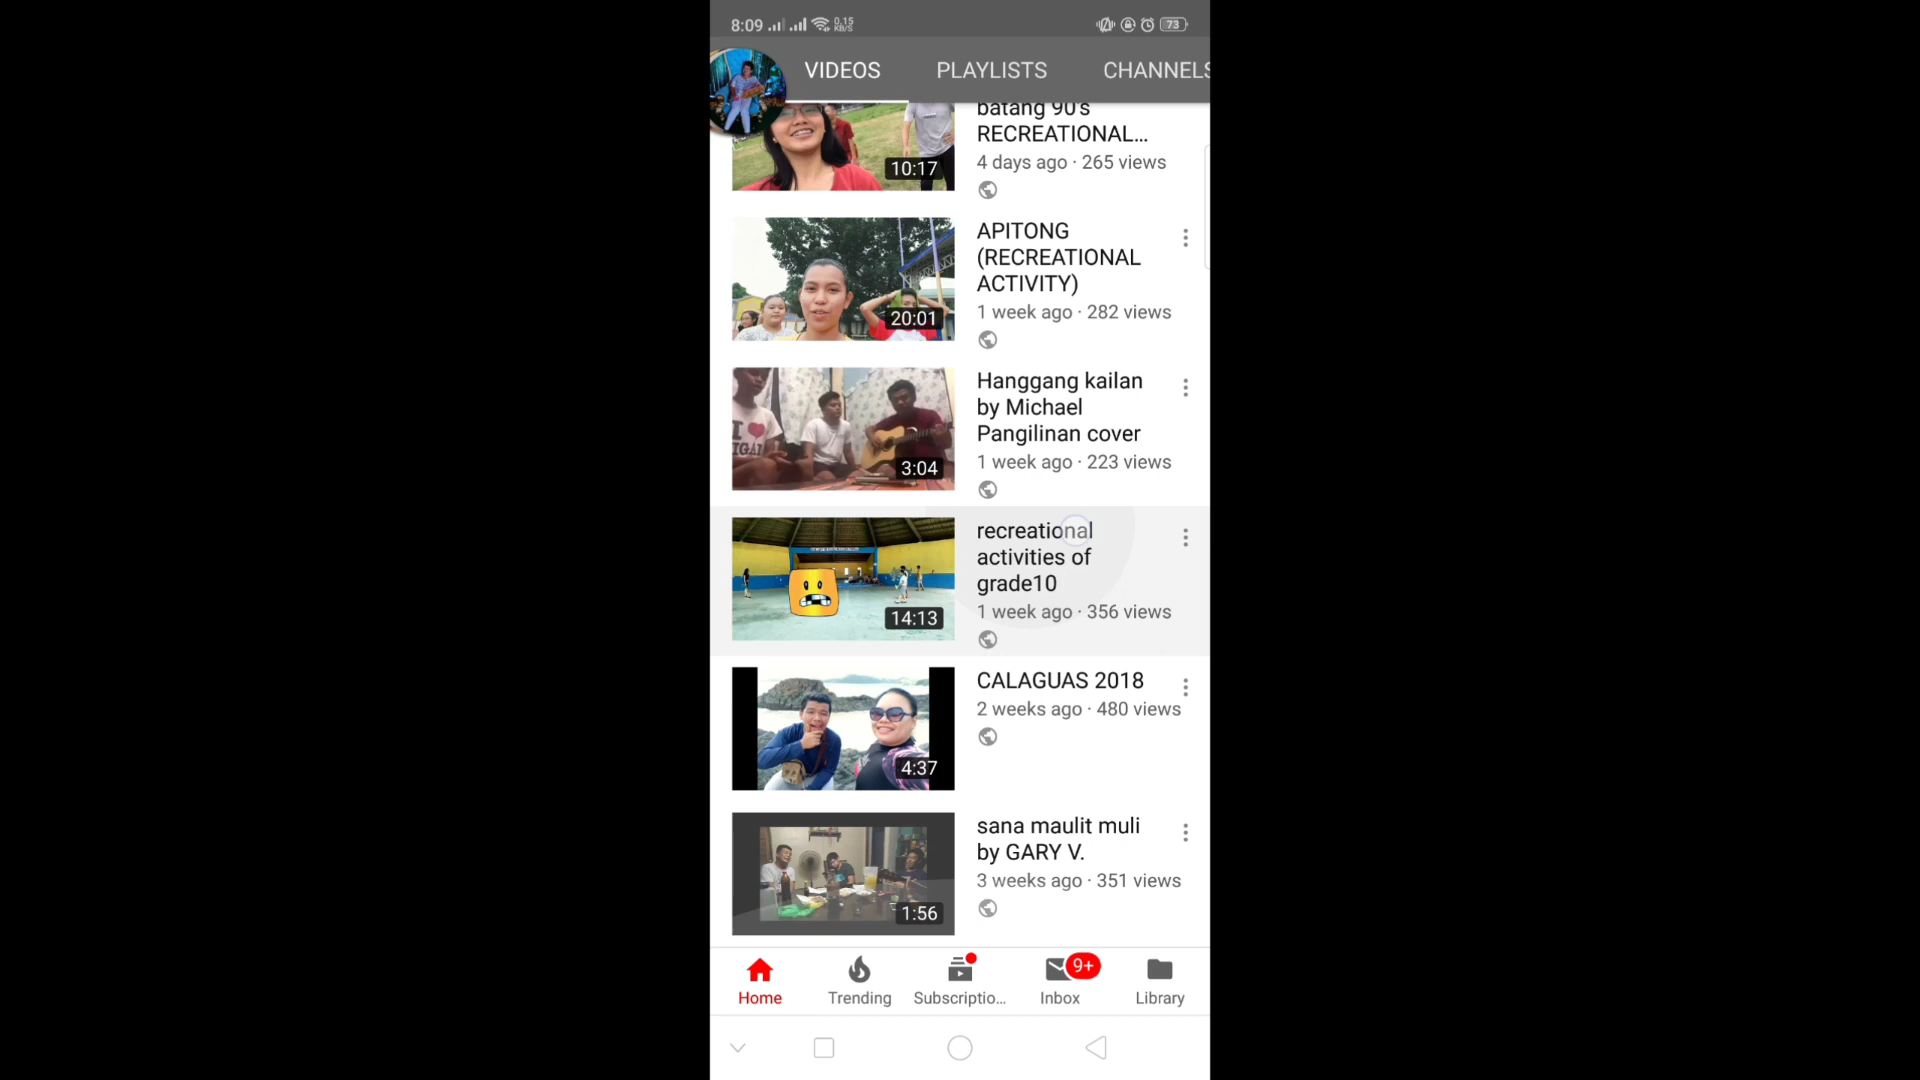 8:09 0.15 KB/S 73
VIDEOS PLAYLISTS CHANNELS
batang 90's
RECREATIONAL...
4 days ago · 265 views
10:17
APITONG
(RECREATIONAL
ACTIVITY)
1 week ago · 282 views
20:01
Hanggang kailan
by Michael
Pangilinan cover
1 week ago · 223 views
3:04
recreational
activities of
grade10
1 week ago · 356 views
14:13
CALAGUAS 2018
2 weeks ago · 480 views
4:37
sana maulit muli
by GARY V.
3 weeks ago · 351 views
1:56
9+
Home Trending Subscriptio... Inbox Library